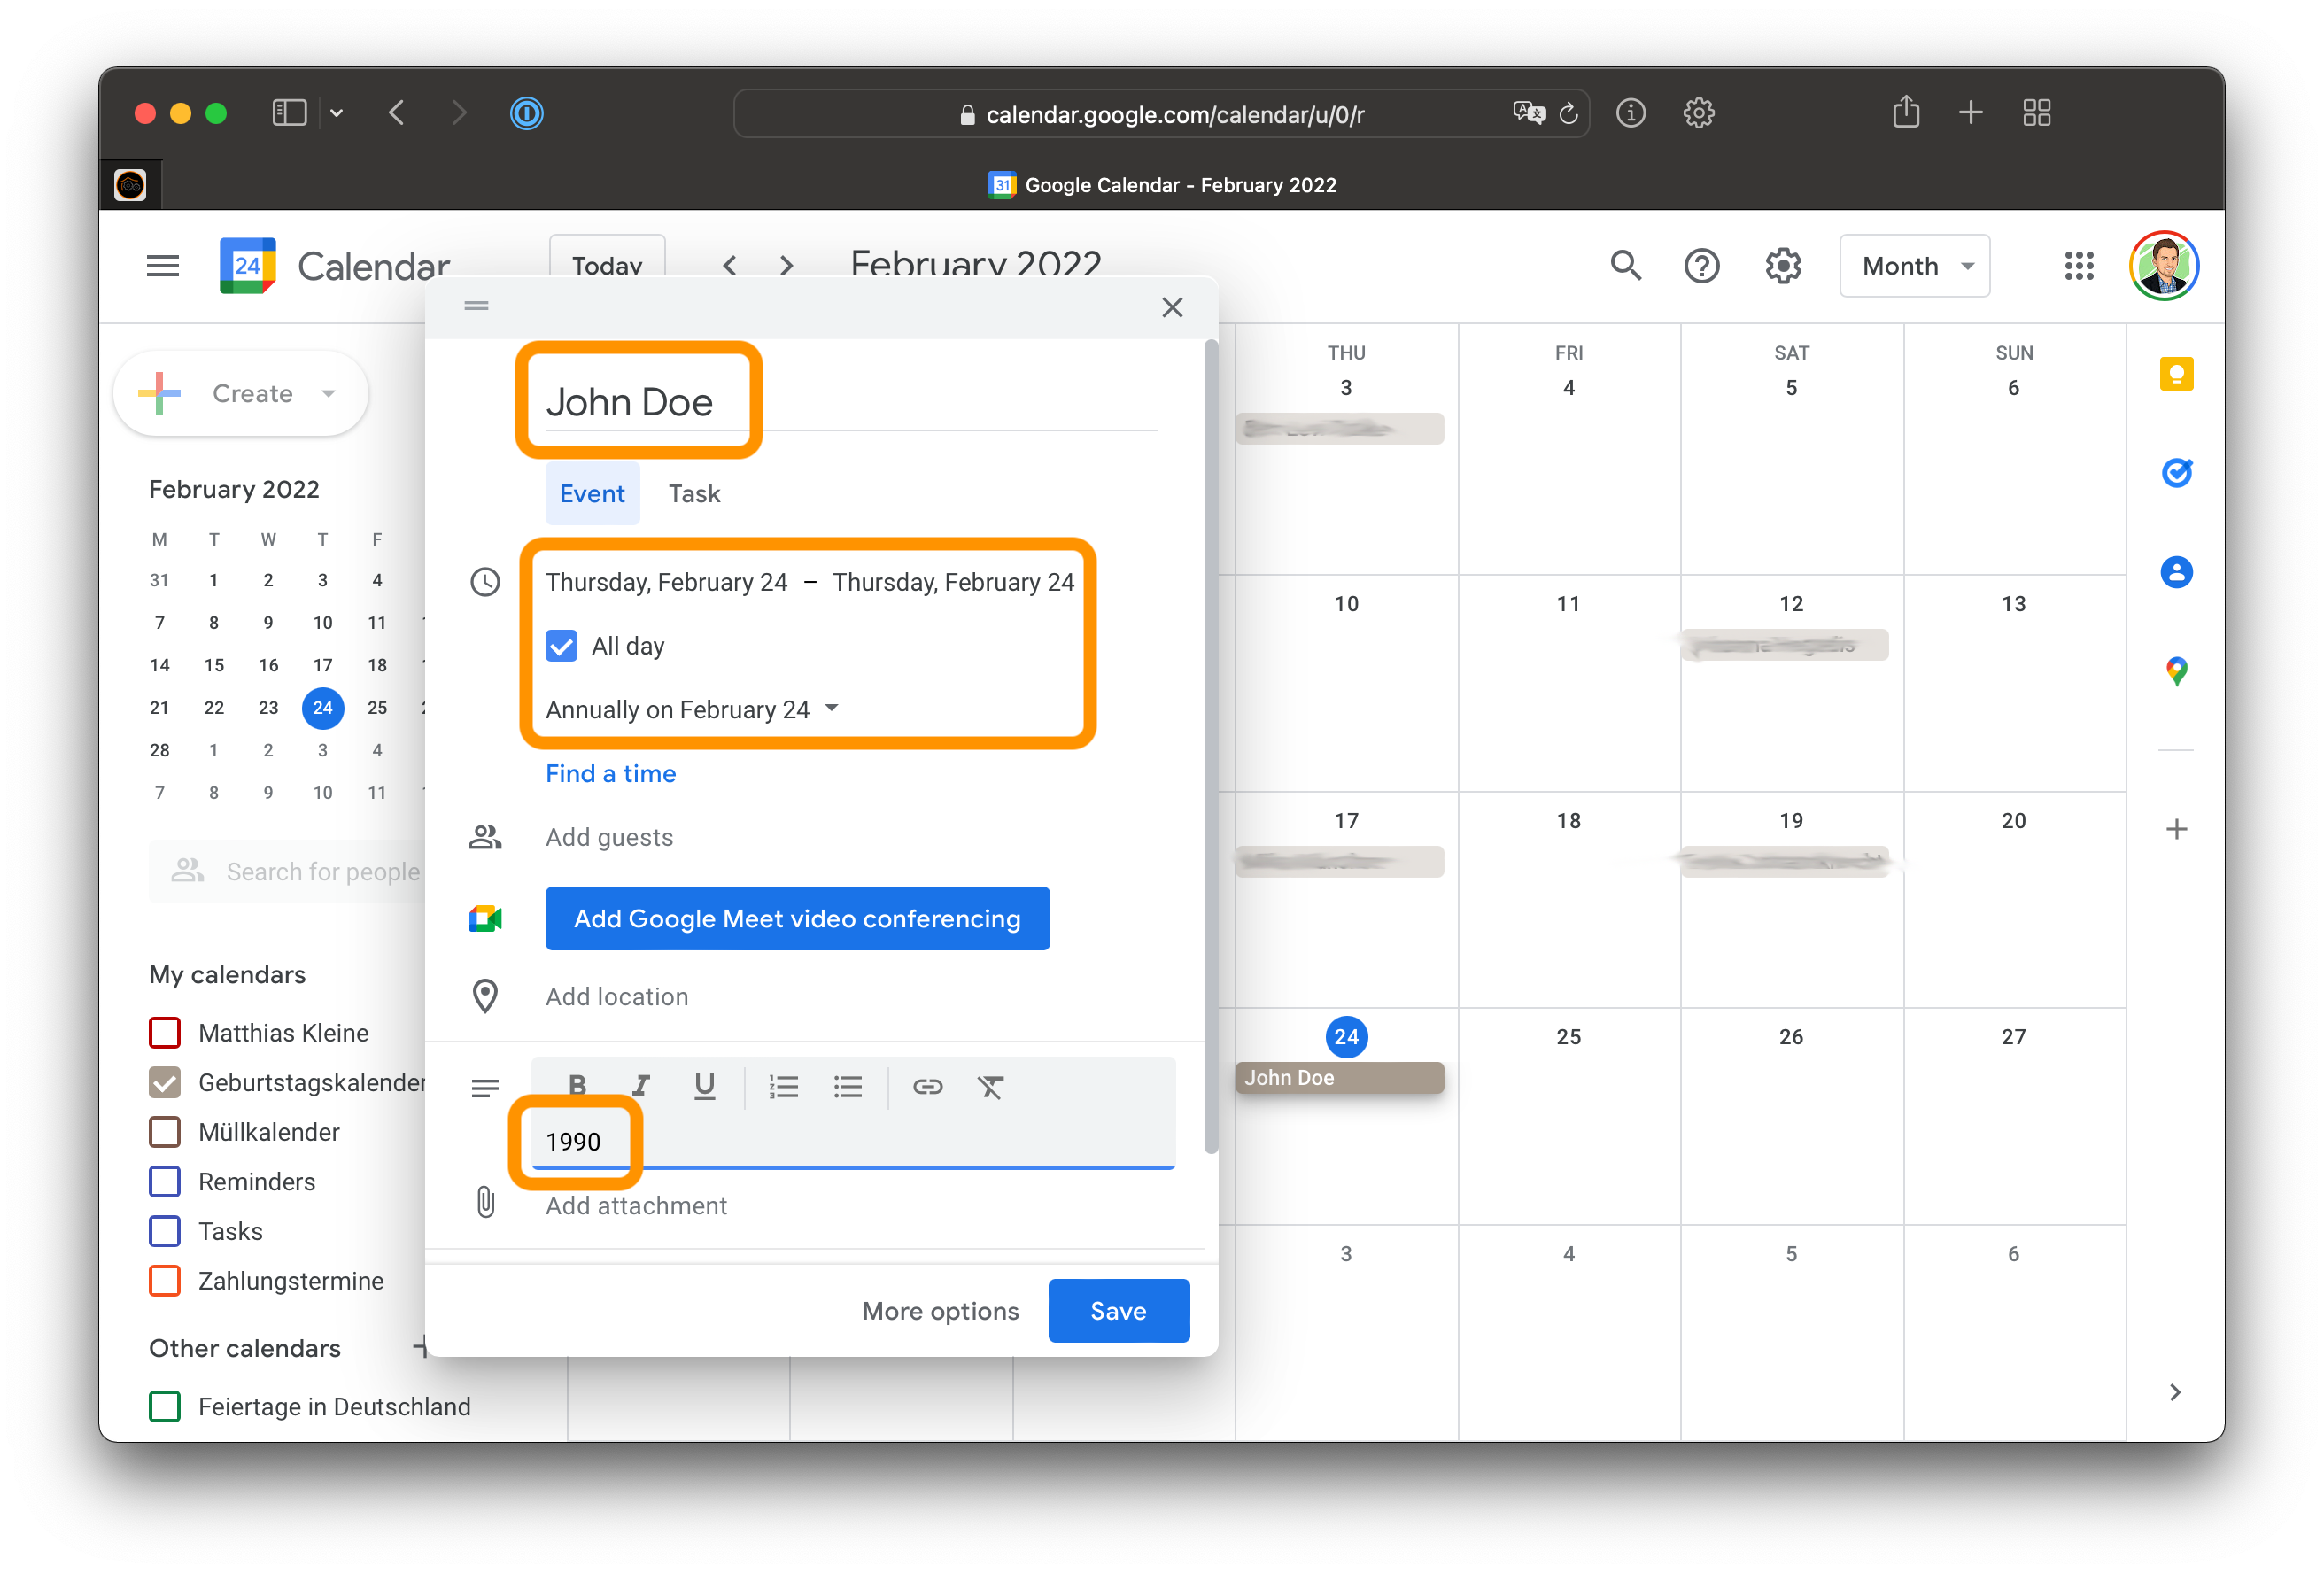 calendar.google.com/calendar/u/0/r
31 Google Calendar - February 2022
24 Calendar Today February 2022 Month
John Doe
Event Task
Thursday, February 24 – Thursday, February 24
All day
Annually on February 24
Find a time
Add guests
Add Google Meet video conferencing
Add location
B I U
1990
Add attachment
More options Save
Create
February 2022
M T W T F
31 1 2 3 4
7 8 9 10 11
14 15 16 17 18
21 22 23 24 25
28 1 2 3 4
7 8 9 10 11
Search for people
My calendars
Matthias Kleine
Geburtstagskalender
Müllkalender
Reminders
Tasks
Zahlungstermine
Other calendars
Feiertage in Deutschland
THU FRI SAT SUN
3 4 5 6
10 11 12 13
17 18 19 20
24 25 26 27
John Doe
3 4 5 6